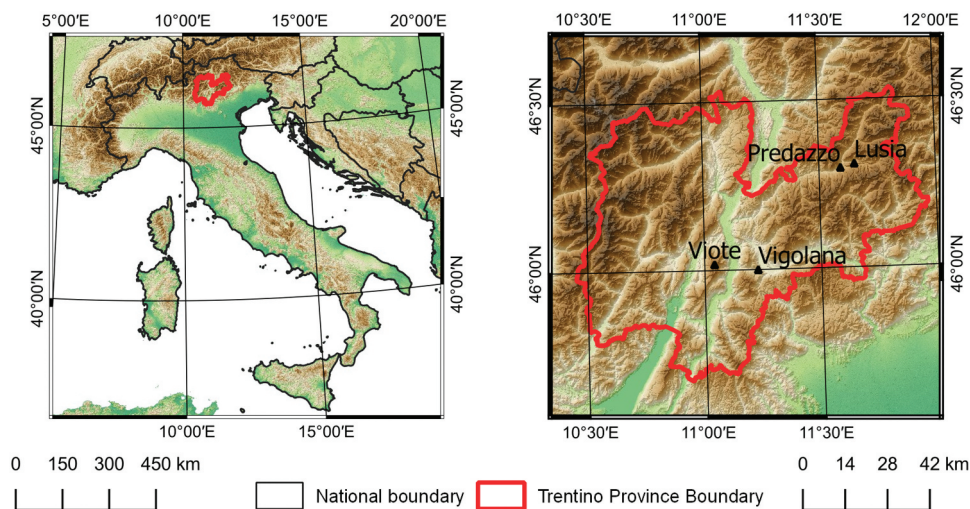 5°00'E 10°00'E 15°00'E 20°00'E
45°00'N
40°00'N
45°00'N
40°00'N
10°00'E 15°00'E
10°30'E 11°00'E 11°30'E 12°00'E
46°30'N
46°00'N
46°30'N
46°00'N
Predazzo
Lusia
Viote
Vigolana
10°30'E 11°00'E 11°30'E
0 150 300 450 km
National boundary
Trentino Province Boundary
0 14 28 42 km